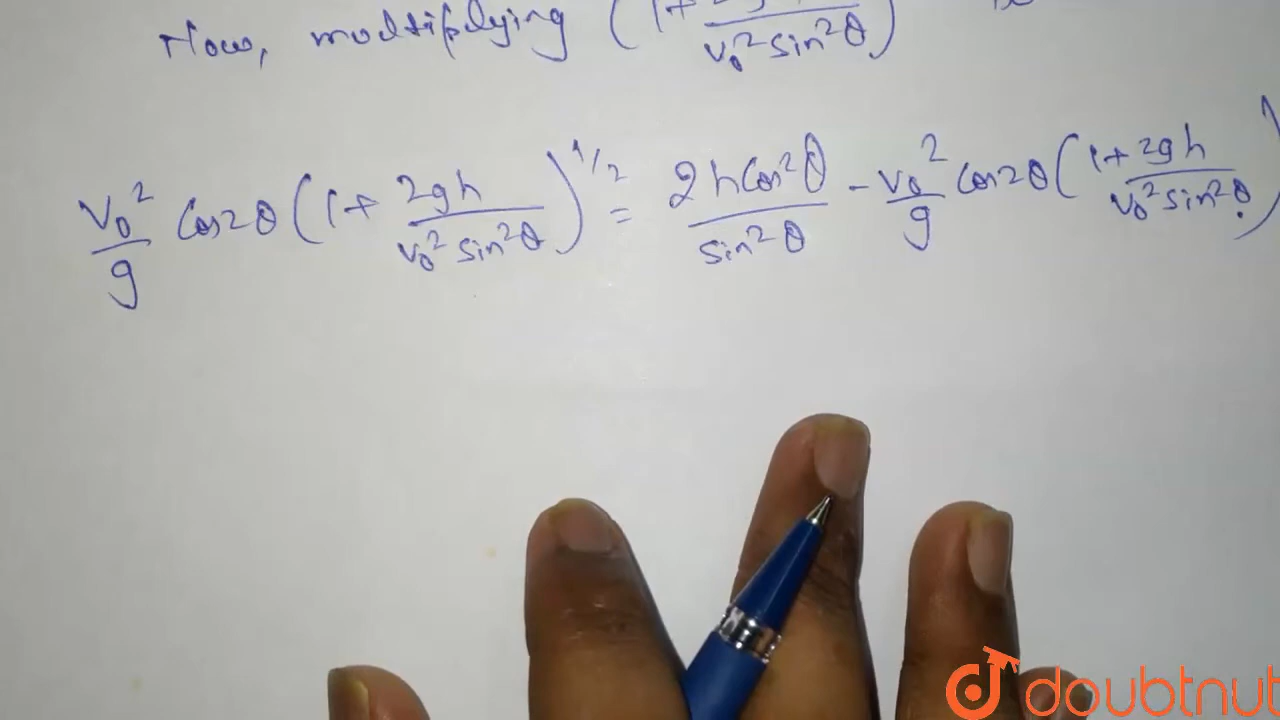 Now, multiplying (1+ 2gh/v₀² sin²θ)
v₀²/g cos2θ (1+ 2gh/v₀² sin²θ)^1/2 = 2h cos²θ/sin²θ - v₀²/g cos2θ (1+ 2gh/v₀² sin²θ)
doubtnut